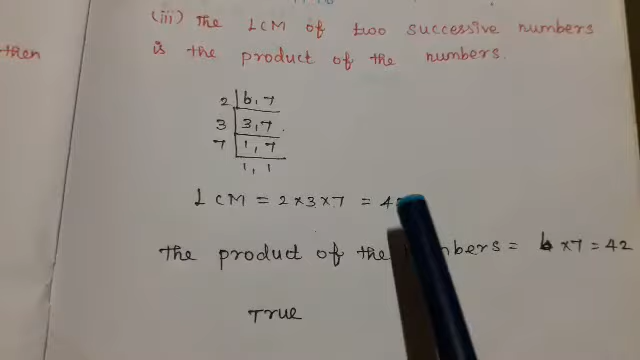 (iii) The LCM of two successive numbers
then
is the product of the numbers.
2 6, 7
3 3, 7
7 1, 7
1, 1
LCM = 2 × 3 × 7 =
the product of the numbers = 6 × 7 = 42
True